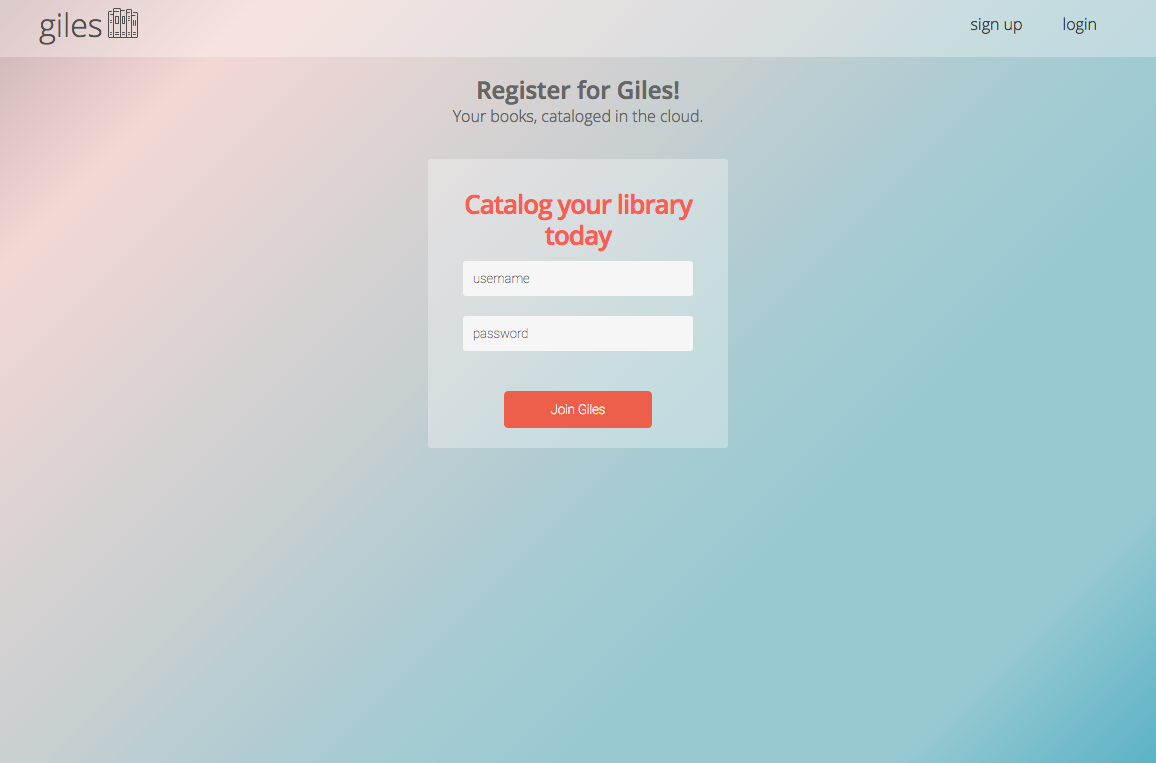 giles
sign up
login
Register for Giles!
Your books, cataloged in the cloud.
Catalog your library
today
username
password
Join Giles